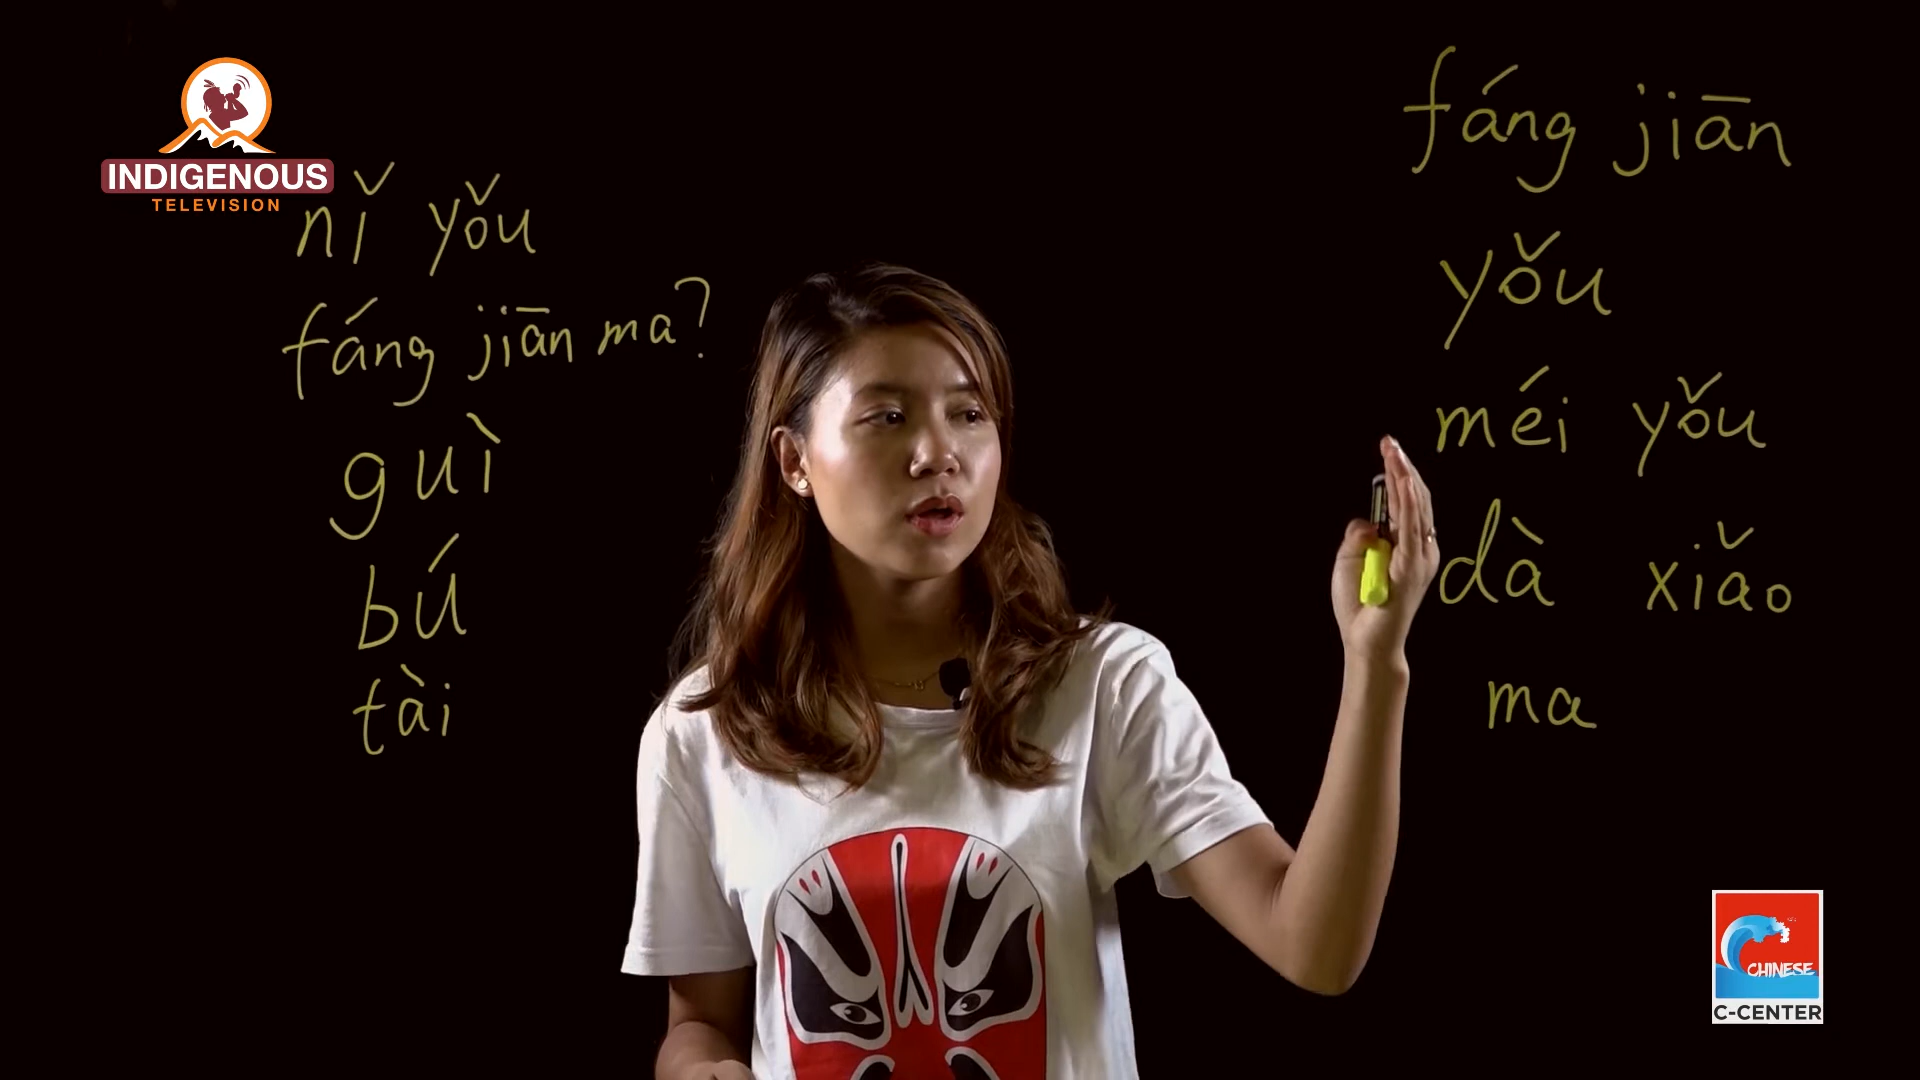 INDIGENOUS
TELEVISION
nǐ yǒu
fáng jiān ma?
guì
bú
tài
fáng jiān
yǒu
méi yǒu
dà xiǎo
ma
CHINESE
C-CENTER